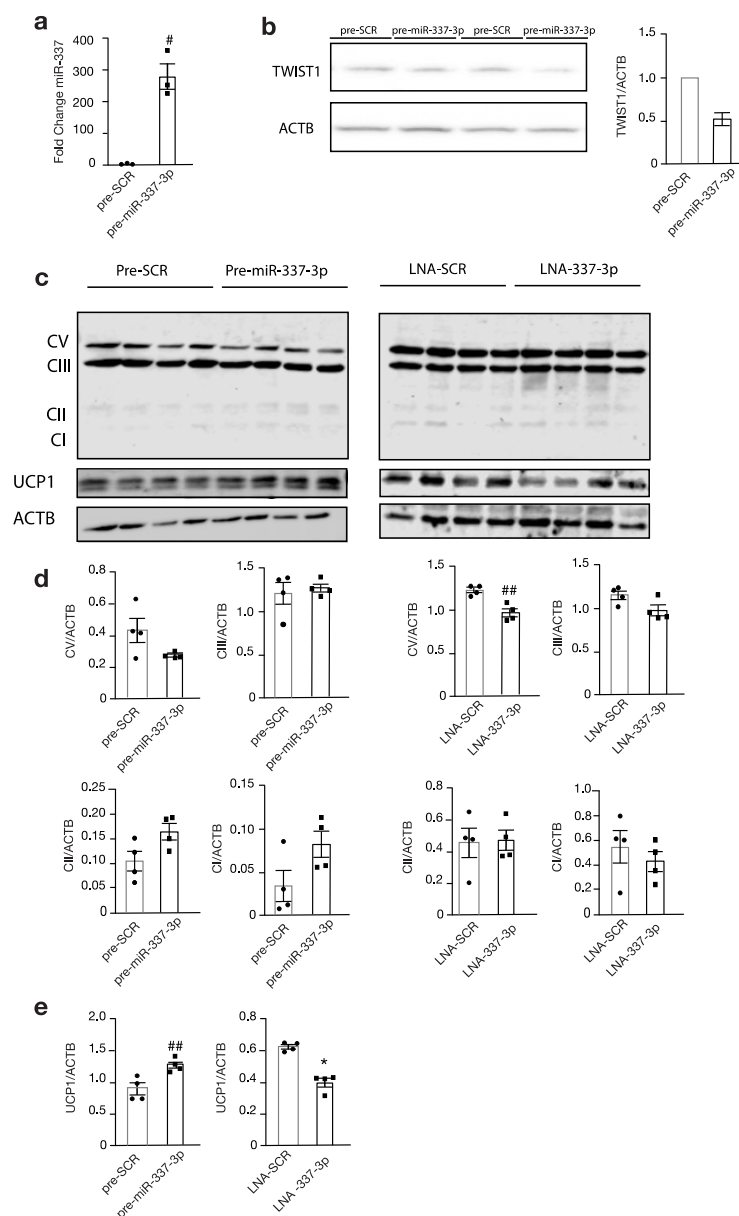 a
Fold Change miR-337
400
300
200
100
0
#
pre-SCR
pre-miR-337-3p
b
pre-SCR pre-miR-337-3p pre-SCR pre-miR-337-3p
TWIST1
ACTB
TWIST1/ACTB
1.5
1.0
0.5
0
pre-SCR
pre-miR-337-3p
c
Pre-SCR Pre-miR-337-3p LNA-SCR LNA-337-3p
CV
CIII
CII
CI
UCP1
ACTB
d
CV/ACTB
0.8
0.6
0.4
0.2
0
pre-SCR
pre-miR-337-3p
CIII/ACTB
1.5
1.0
0.5
0
pre-SCR
pre-miR-337-3p
CV/ACTB
1.5
1.0
0.5
0
##
LNA-SCR
LNA-337-3p
CIII/ACTB
1.5
1.0
0.5
0
LNA-SCR
LNA-337-3p
CII/ACTB
0.25
0.20
0.15
0.10
0.05
0
pre-SCR
pre-miR-337-3p
CI/ACTB
0.15
0.10
0.05
0
pre-SCR
pre-miR-337-3p
CII/ACTB
0.8
0.6
0.4
0.2
0
LNA-SCR
LNA-337-3p
CI/ACTB
1.0
0.8
0.6
0.4
0.2
0
LNA-SCR
LNA-337-3p
e
UCP1/ACTB
2.0
1.5
1.0
0.5
0
##
pre-SCR
pre-miR-337-3p
UCP1/ACTB
0.8
0.6
0.4
0.2
0
*
LNA-SCR
LNA -337-3p